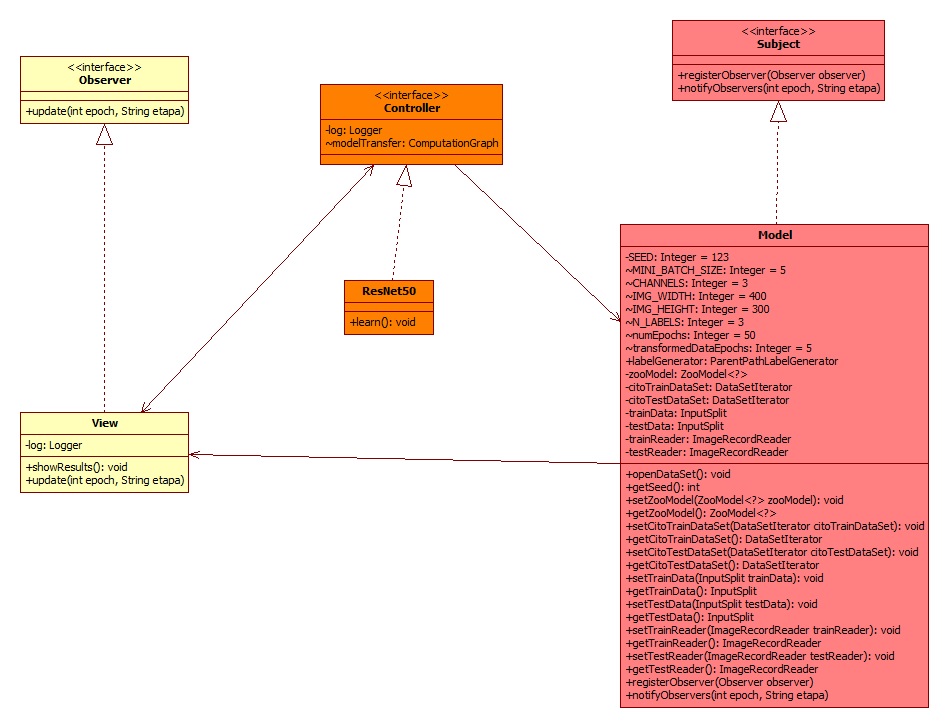 <<interface>>
Observer
+update(int epoch, String etapa)
<<interface>>
Controller
-log: Logger
~modelTransfer: ComputationGraph
<<interface>>
Subject
+registerObserver(Observer observer)
+notifyObservers(int epoch, String etapa)
ResNet50
+learn(): void
View
-log: Logger
+showResults(): void
+update(int epoch, String etapa)
Model
-SEED: Integer = 123
~MINI_BATCH_SIZE: Integer = 5
~CHANNELS: Integer = 3
~IMG_WIDTH: Integer = 400
~IMG_HEIGHT: Integer = 300
~N_LABELS: Integer = 3
~numEpochs: Integer = 50
~transformedDataEpochs: Integer = 5
+labelGenerator: ParentPathLabelGenerator
-zooModel: ZooModel<?>
-citoTrainDataSet: DataSetIterator
-citoTestDataSet: DataSetIterator
-trainData: InputSplit
-testData: InputSplit
-trainReader: ImageRecordReader
-testReader: ImageRecordReader
+openDataSet(): void
+getSeed(): int
+setZooModel(ZooModel<?> zooModel): void
+getZooModel(): ZooModel<?>
+setCitoTrainDataSet(DataSetIterator citoTrainDataSet): void
+getCitoTrainDataSet(): DataSetIterator
+setCitoTestDataSet(DataSetIterator citoTestDataSet): void
+getCitoTestDataSet(): DataSetIterator
+setTrainData(InputSplit trainData): void
+getTrainData(): InputSplit
+setTestData(InputSplit testData): void
+getTestData(): InputSplit
+setTrainReader(ImageRecordReader trainReader): void
+getTrainReader(): ImageRecordReader
+setTestReader(ImageRecordReader testReader): void
+getTestReader(): ImageRecordReader
+registerObserver(Observer observer)
+notifyObservers(int epoch, String etapa)